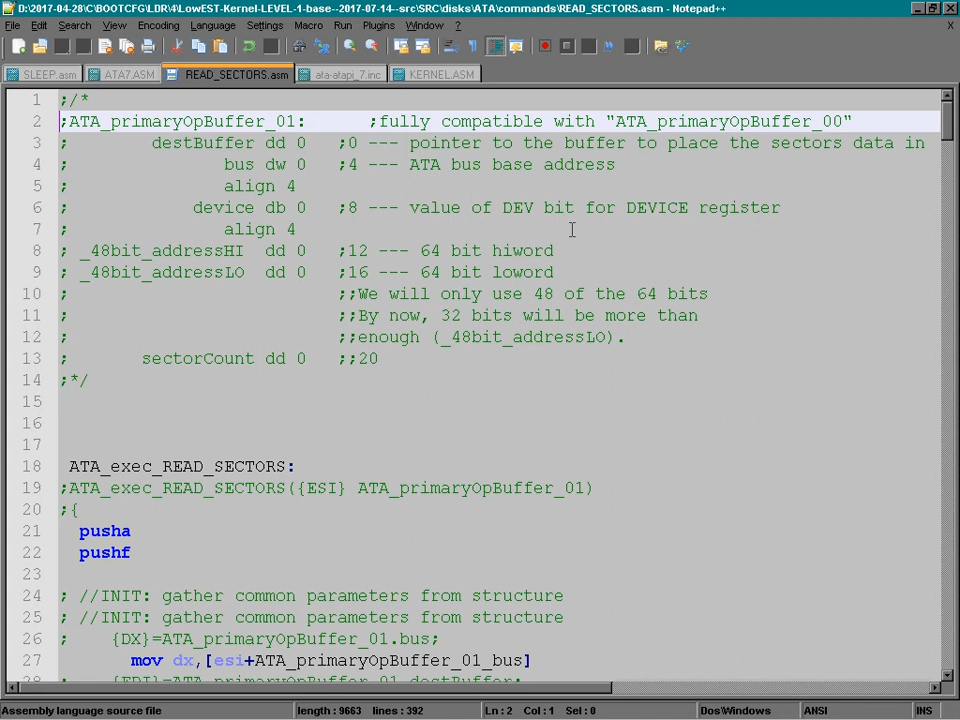 D:\2017-04-28\C\BOOTCFG\LDR\4\LowEST-Kernel-LEVEL-1-base--2017-07-14--src\SRC\disks\ATA\commands\READ_SECTORS.asm - Notepad++
File Edit Search View Encoding Language Settings Macro Run Plugins Window ? X
SLEEP.asm ATA7.ASM READ_SECTORS.asm ata-atapi_7.inc KERNEL.ASM
1 ;/*
2 ;ATA_primaryOpBuffer_01: ;fully compatible with "ATA_primaryOpBuffer_00"
3 ; destBuffer dd 0 ;0 --- pointer to the buffer to place the sectors data in
4 ; bus dw 0 ;4 --- ATA bus base address
5 ; align 4
6 ; device db 0 ;8 --- value of DEV bit for DEVICE register
7 ; align 4
8 ; _48bit_addressHI dd 0 ;12 --- 64 bit hiword
9 ; _48bit_addressLO dd 0 ;16 --- 64 bit loword
10 ; ;;We will only use 48 of the 64 bits
11 ; ;;By now, 32 bits will be more than
12 ; ;;enough (_48bit_addressLO).
13 ; sectorCount dd 0 ;;20
14 ;*/
15
16
17
18 ATA_exec_READ_SECTORS:
19 ;ATA_exec_READ_SECTORS({ESI} ATA_primaryOpBuffer_01)
20 ;{
21 pusha
22 pushf
23
24 ; //INIT: gather common parameters from structure
25 ; //INIT: gather common parameters from structure
26 ; {DX}=ATA_primaryOpBuffer_01.bus;
27 mov dx,[esi+ATA_primaryOpBuffer_01_bus]
28 ; {EDI}=ATA_primaryOpBuffer_01.destBuffer;
Assembly language source file length : 9663 lines : 392 Ln : 2 Col : 1 Sel : 0 Dos\Windows ANSI INS